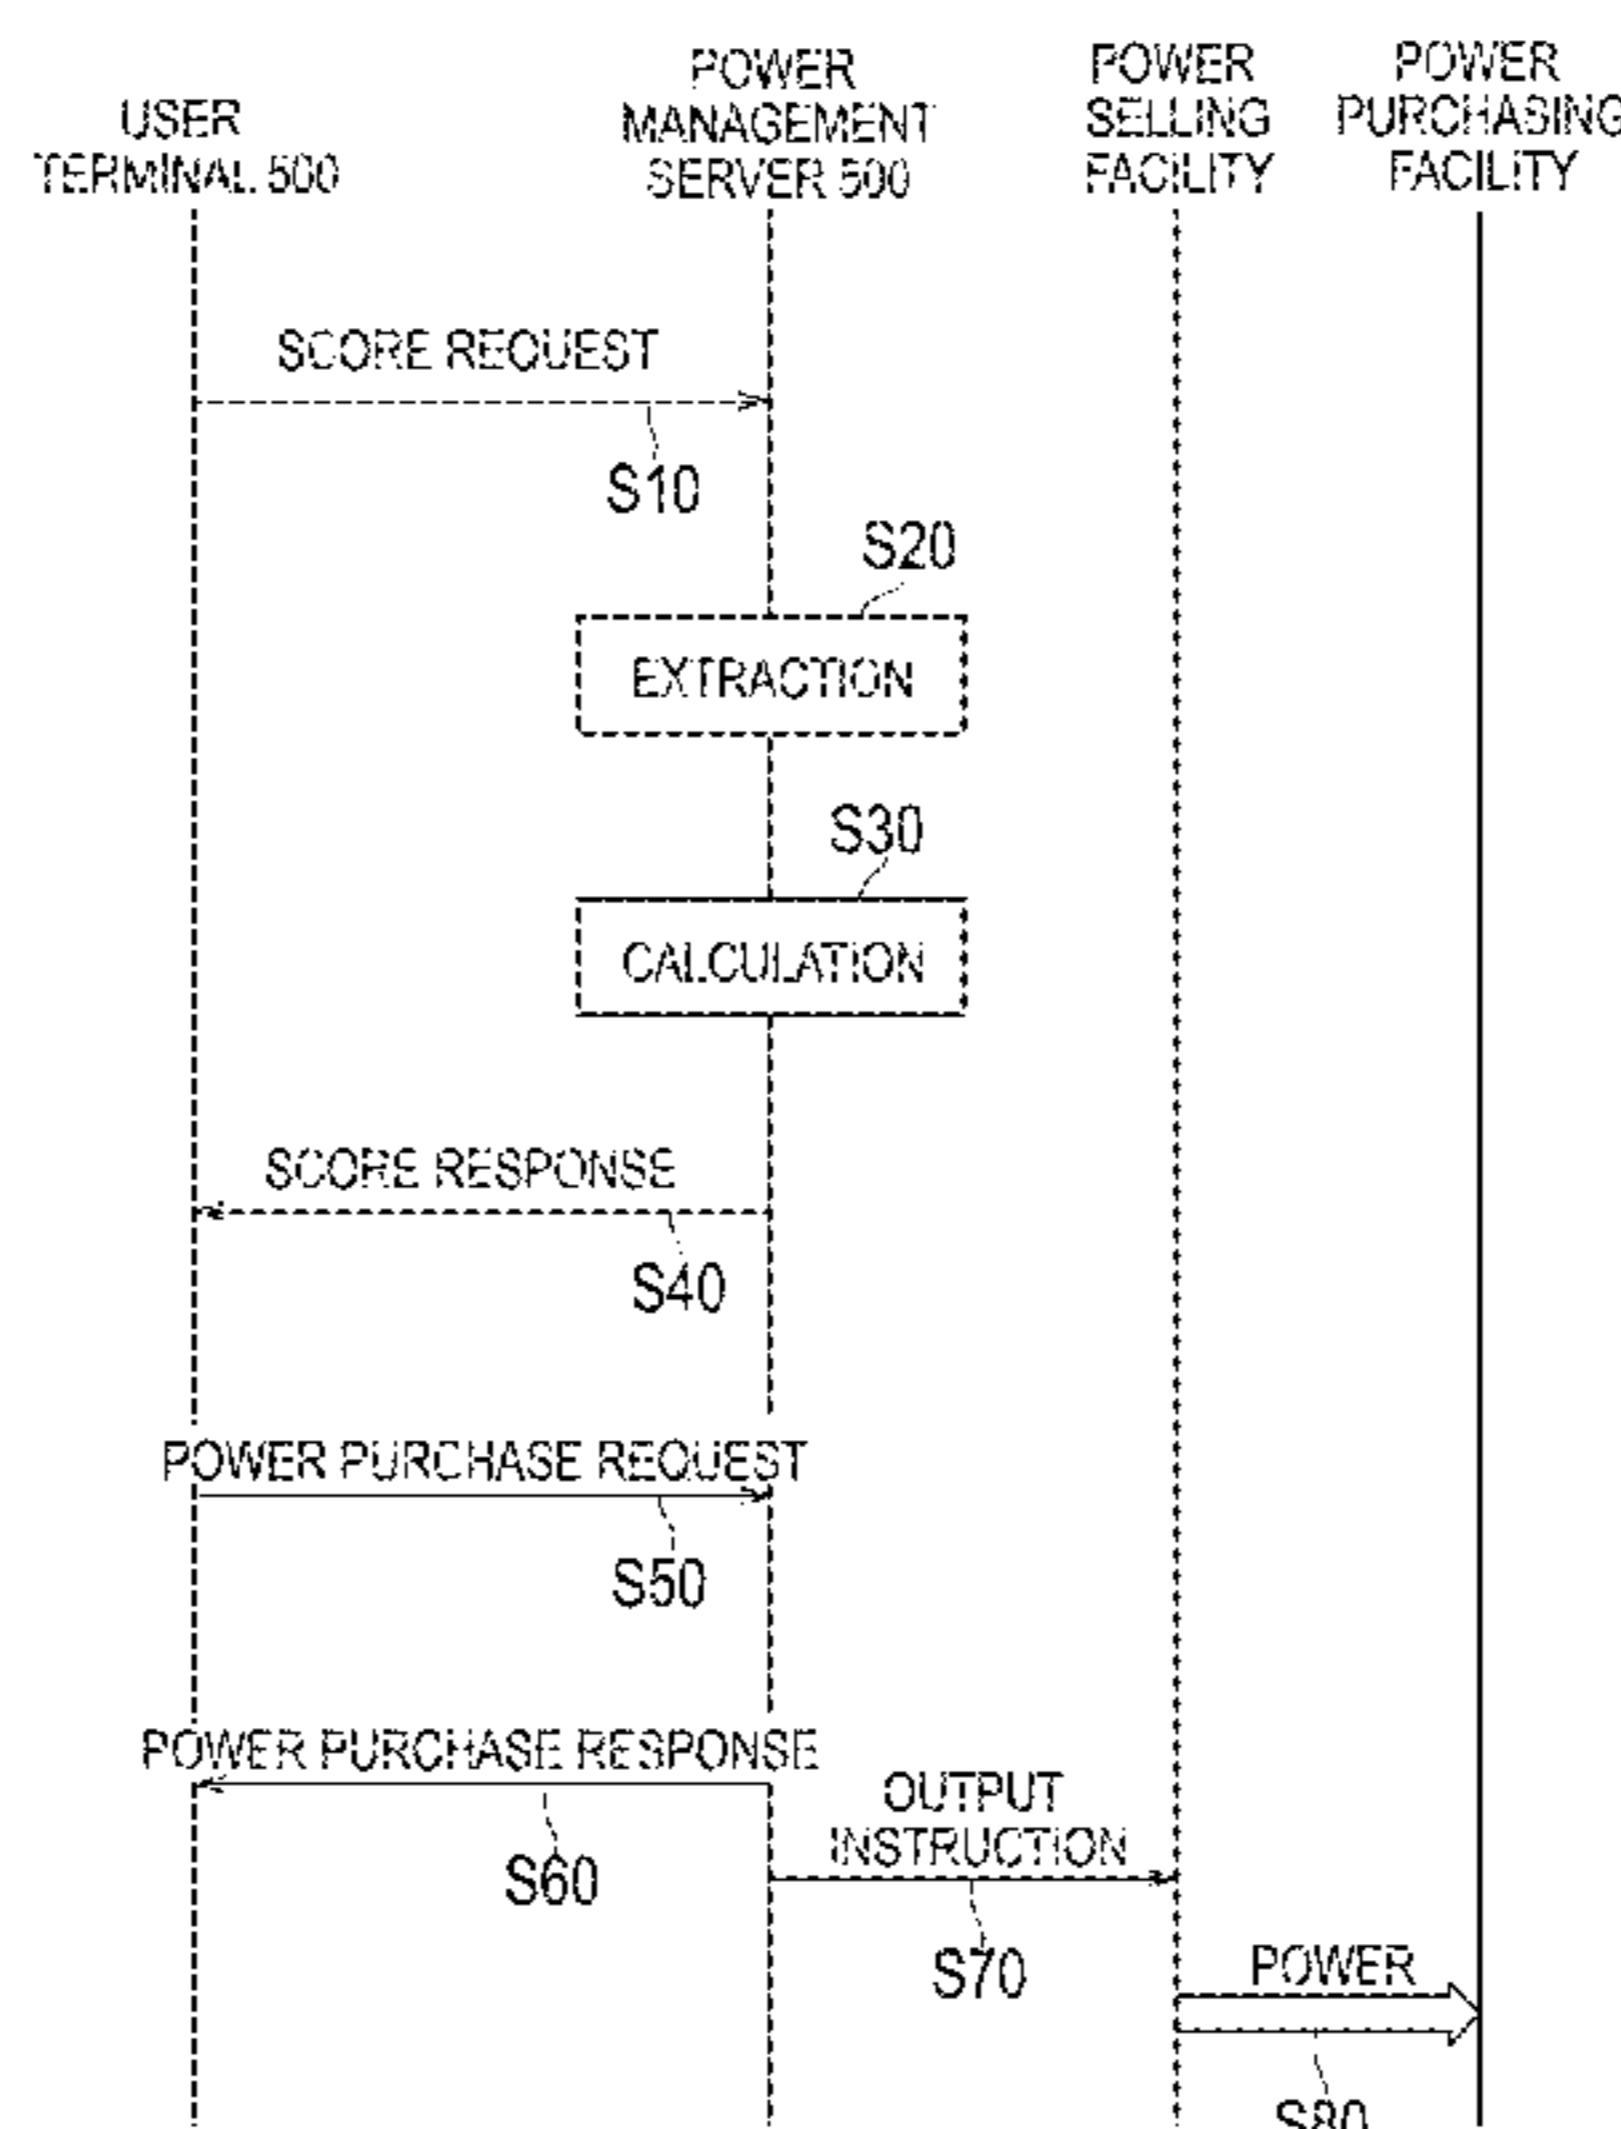 USER
TERMINAL 500
POWER
MANAGEMENT
SERVER 500
POWER
SELLING
FACILITY
POWER
PURCHASING
FACILITY
SCORE REQUEST
S10
S20
EXTRACTION
S30
CALCULATION
SCORE RESPONSE
S40
POWER PURCHASE REQUEST
S50
POWER PURCHASE RESPONSE
S60
OUTPUT
INSTRUCTION
S70
POWER
S80